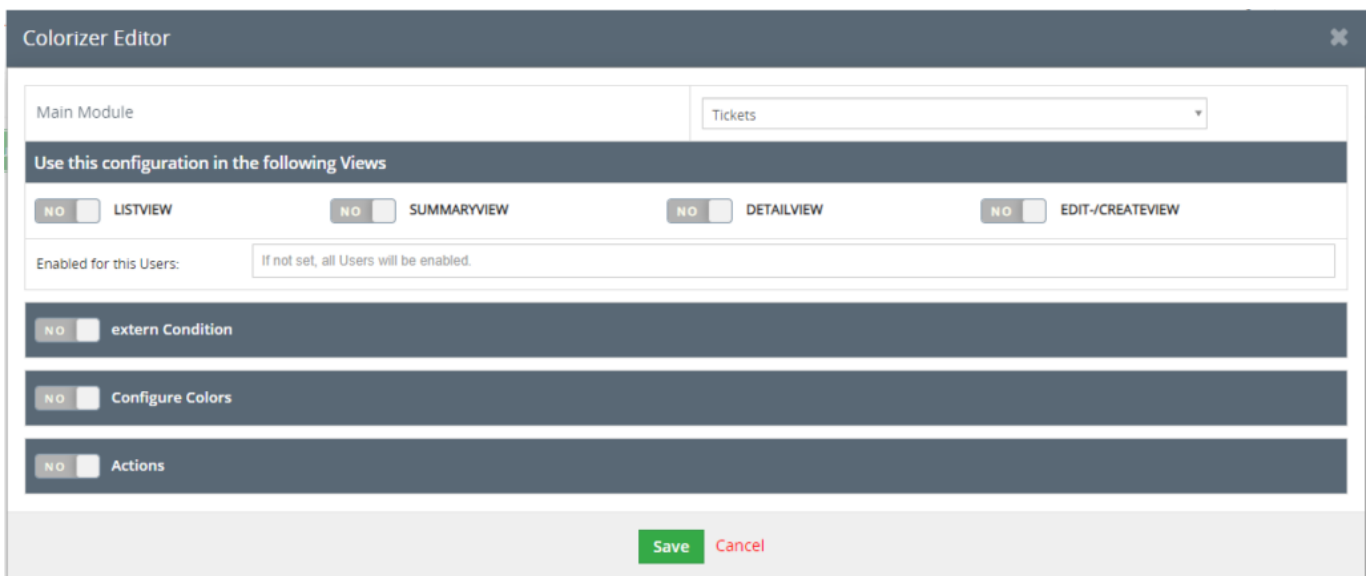 Colorizer Editor
Main Module
Tickets
Use this configuration in the following Views
NO LISTVIEW NO SUMMARYVIEW NO DETAILVIEW NO EDIT-/CREATEVIEW
Enabled for this Users: If not set, all Users will be enabled.
NO extern Condition
NO Configure Colors
NO Actions
Save Cancel